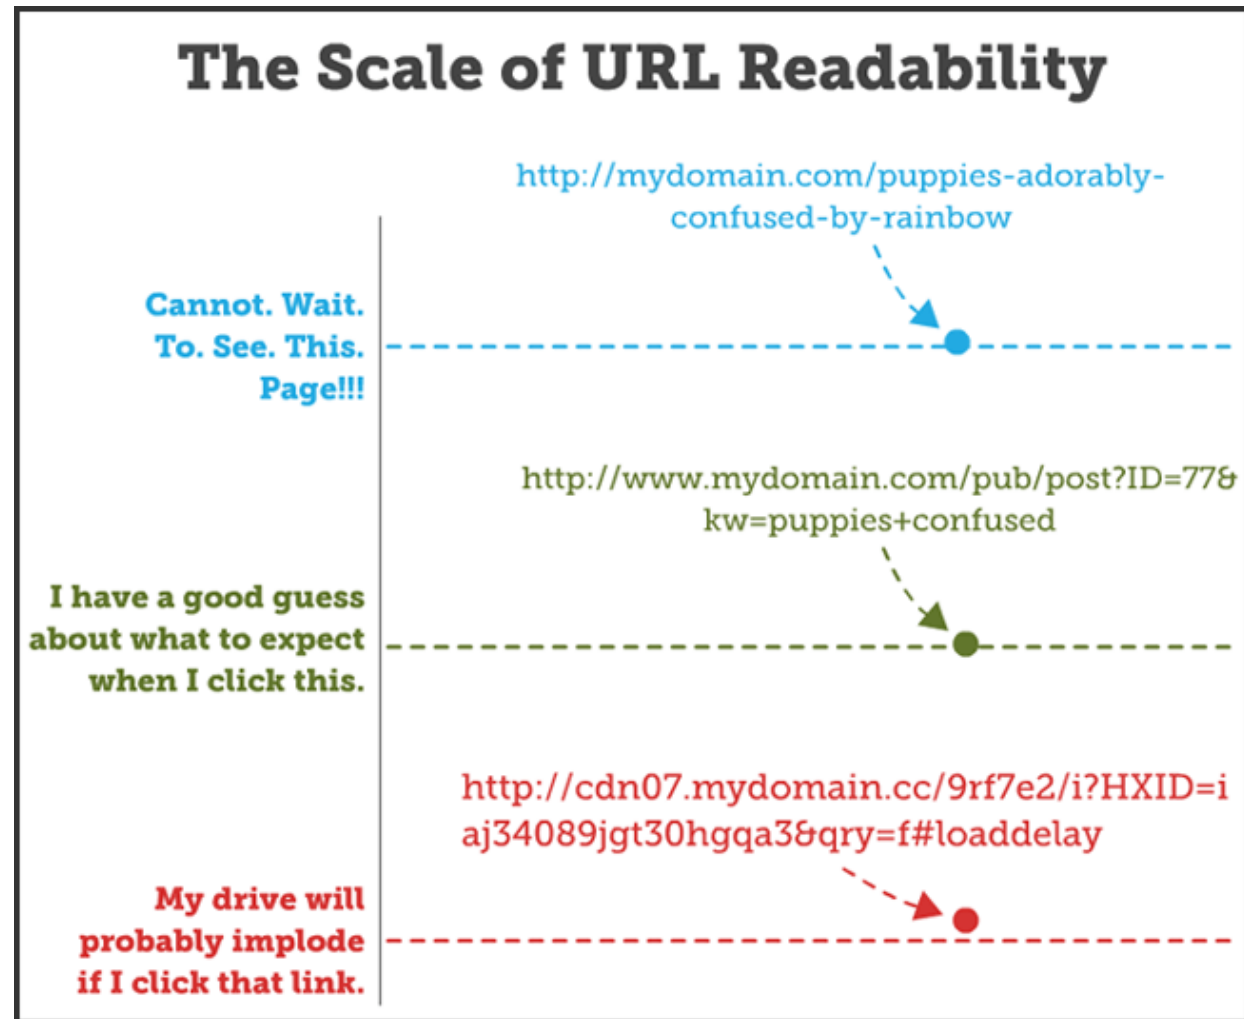 The Scale of URL Readability
http://mydomain.com/puppies-adorably-
confused-by-rainbow
Cannot. Wait.
To. See. This.
Page!!!
http://www.mydomain.com/pub/post?ID=77&
kw=puppies+confused
I have a good guess
about what to expect
when I click this.
http://cdn07.mydomain.cc/9rf7e2/i?HXID=i
aj34089jgt30hgqa3&qry=f#loaddelay
My drive will
probably implode
if I click that link.